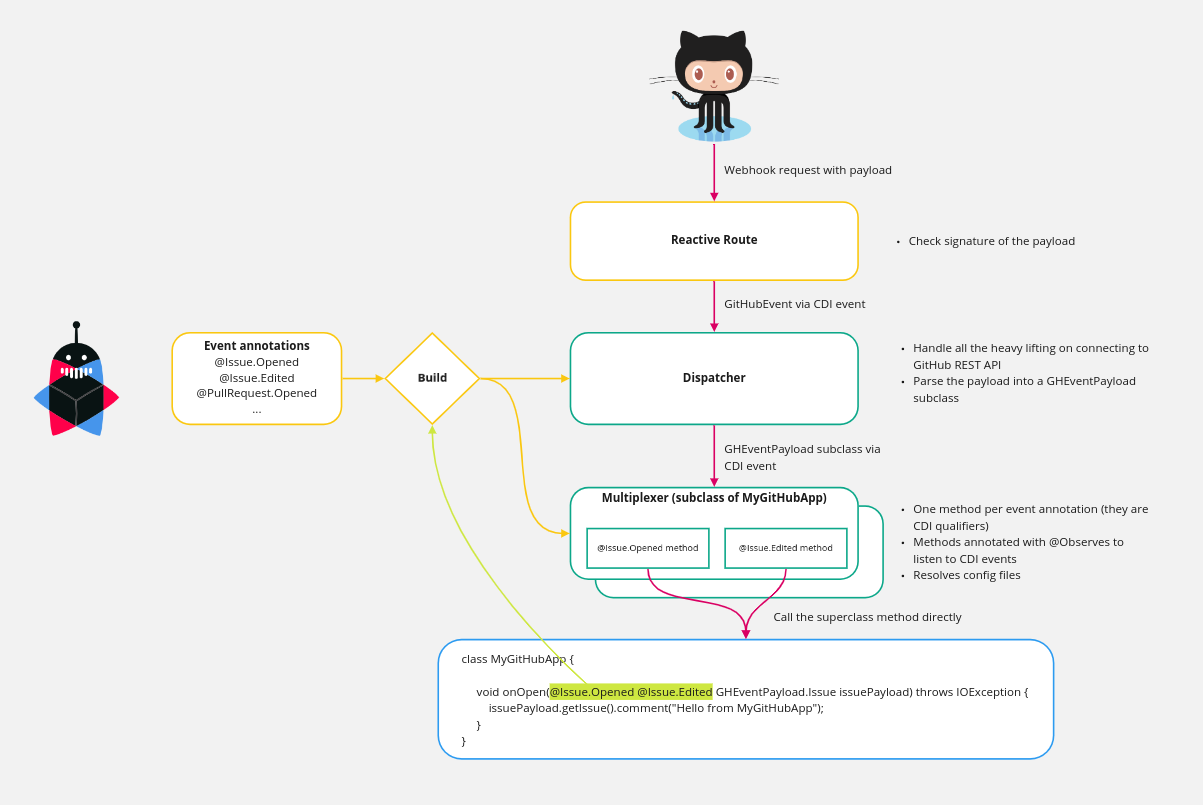 Webhook request with payload
Reactive Route
• Check signature of the payload
GitHubEvent via CDI event
Event annotations
@Issue.Opened
@Issue.Edited
@PullRequest.Opened
...
Build
Dispatcher
• Handle all the heavy lifting on connecting to
GitHub REST API
• Parse the payload into a GHEventPayload
subclass
GHEventPayload subclass via
CDI event
Multiplexer (subclass of MyGitHubApp)
@Issue.Opened method
@Issue.Edited method
• One method per event annotation (they are
CDI qualifiers)
• Methods annotated with @Observes to
listen to CDI events
• Resolves config files
Call the superclass method directly
class MyGitHubApp {
void onOpen(@Issue.Opened @Issue.Edited GHEventPayload.Issue issuePayload) throws IOException {
issuePayload.getIssue().comment("Hello from MyGitHubApp");
}
}